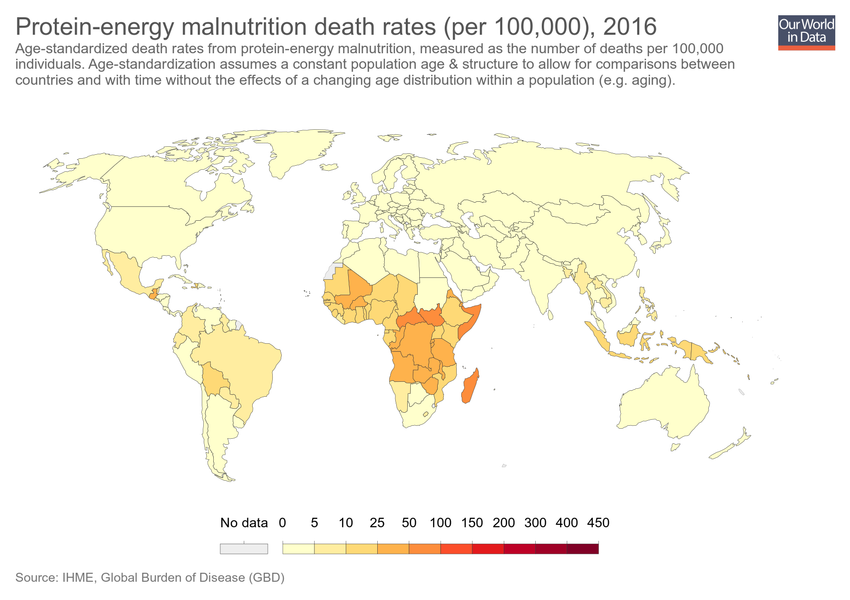 Protein-energy malnutrition death rates (per 100,000), 2016
Our World
in Data
Age-standardized death rates from protein-energy malnutrition, measured as the number of deaths per 100,000
individuals. Age-standardization assumes a constant population age & structure to allow for comparisons between
countries and with time without the effects of a changing age distribution within a population (e.g. aging).
No data 0 5 10 25 50 100 150 200 300 400 450
Source: IHME, Global Burden of Disease (GBD)